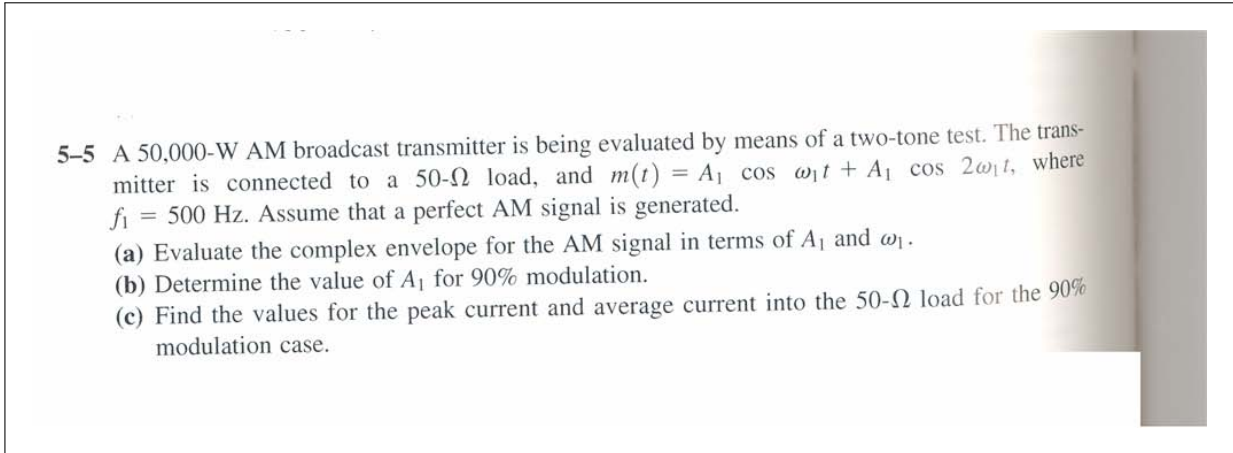 5–5 A 50,000-W AM broadcast transmitter is being evaluated by means of a two-tone test. The trans-
mitter is connected to a 50-Ω load, and m(t) = A₁ cos ω₁t + A₁ cos 2ω₁t, where
f₁ = 500 Hz. Assume that a perfect AM signal is generated.
(a) Evaluate the complex envelope for the AM signal in terms of A₁ and ω₁.
(b) Determine the value of A₁ for 90% modulation.
(c) Find the values for the peak current and average current into the 50-Ω load for the 90%
modulation case.